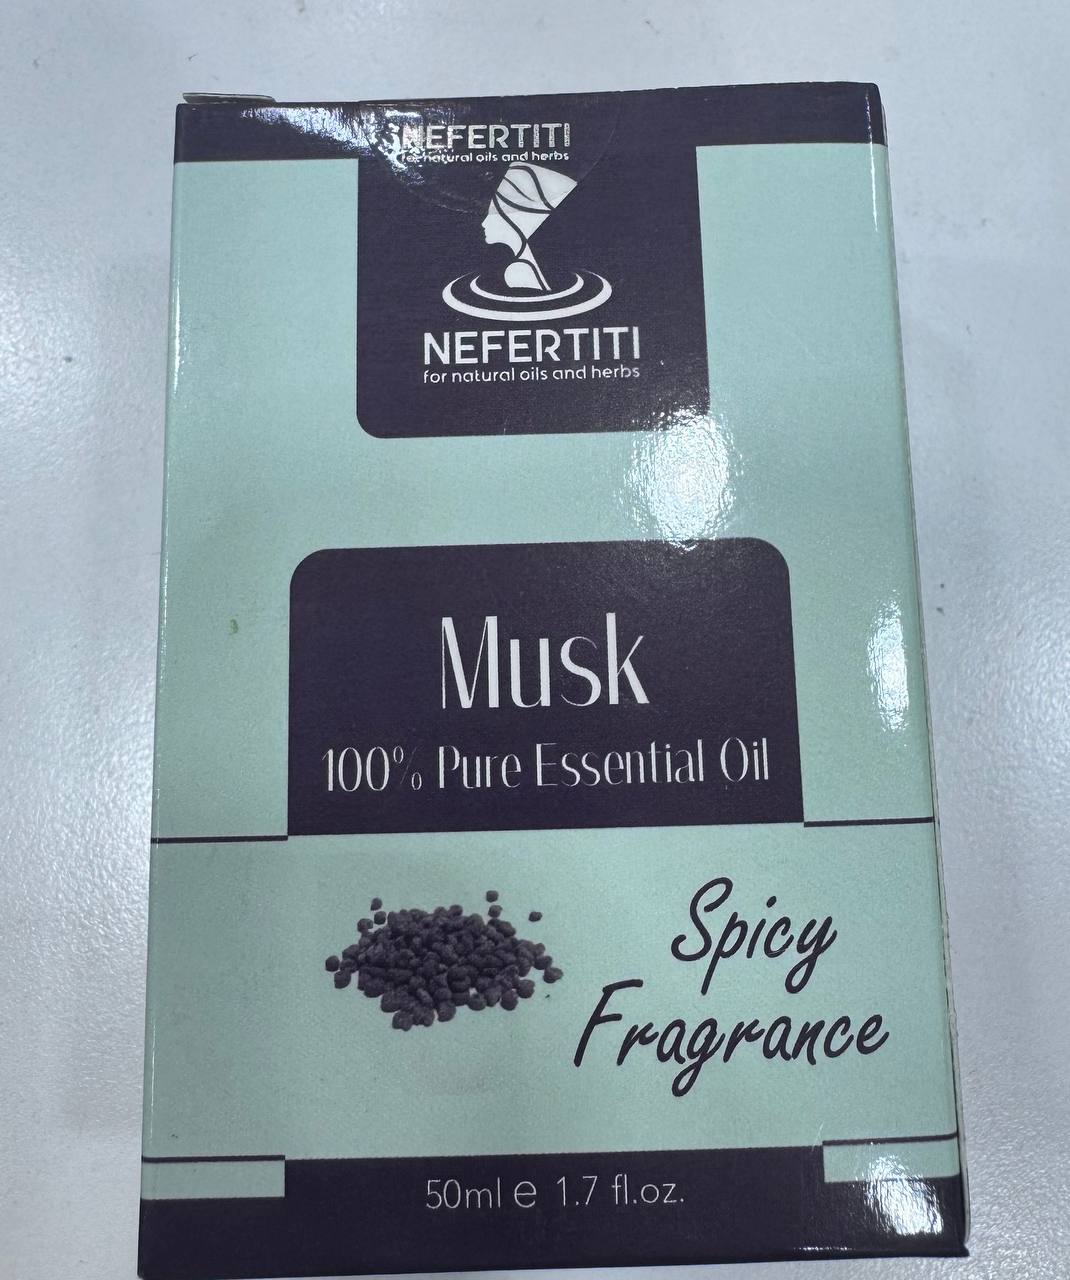 NEFERTITI
for natural oils and herbs
NEFERTITI
for natural oils and herbs
Musk
100% Pure Essential Oil
Spicy
Fragrance
50ml e 1.7 fl.oz.